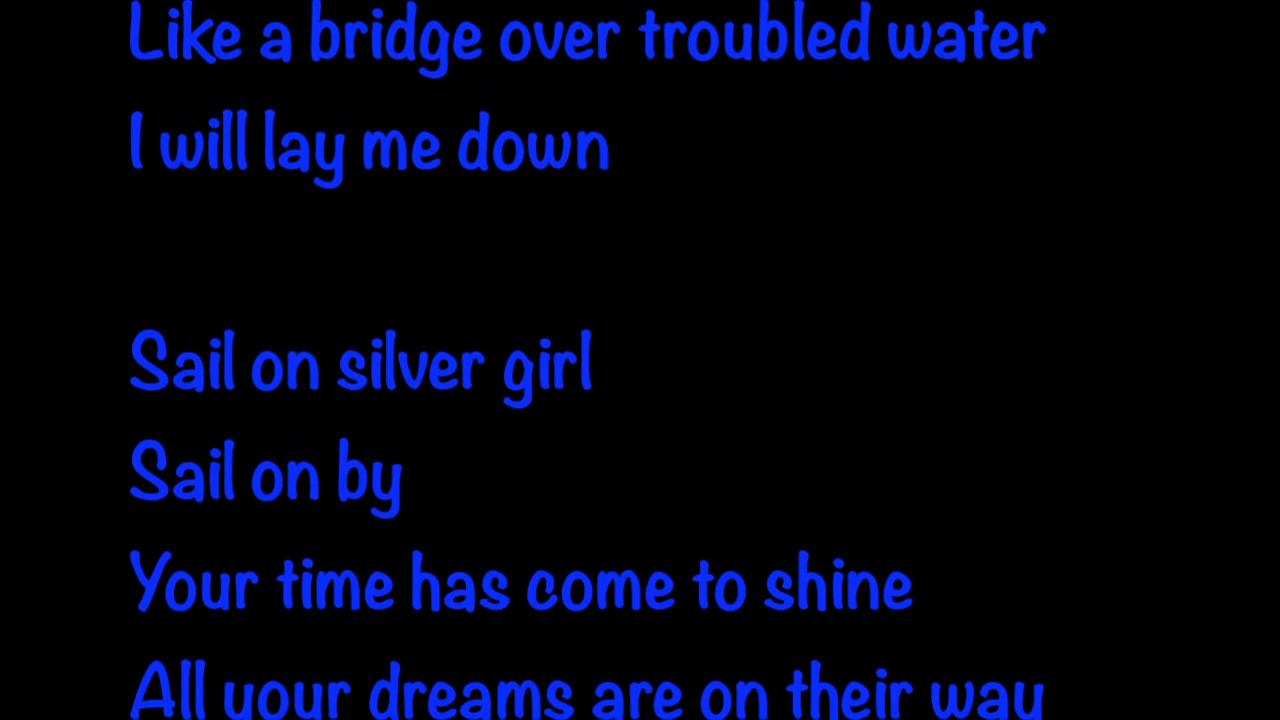 Like a bridge over troubled water
I will lay me down
Sail on silver girl
Sail on by
Your time has come to shine
All your dreams are on their way